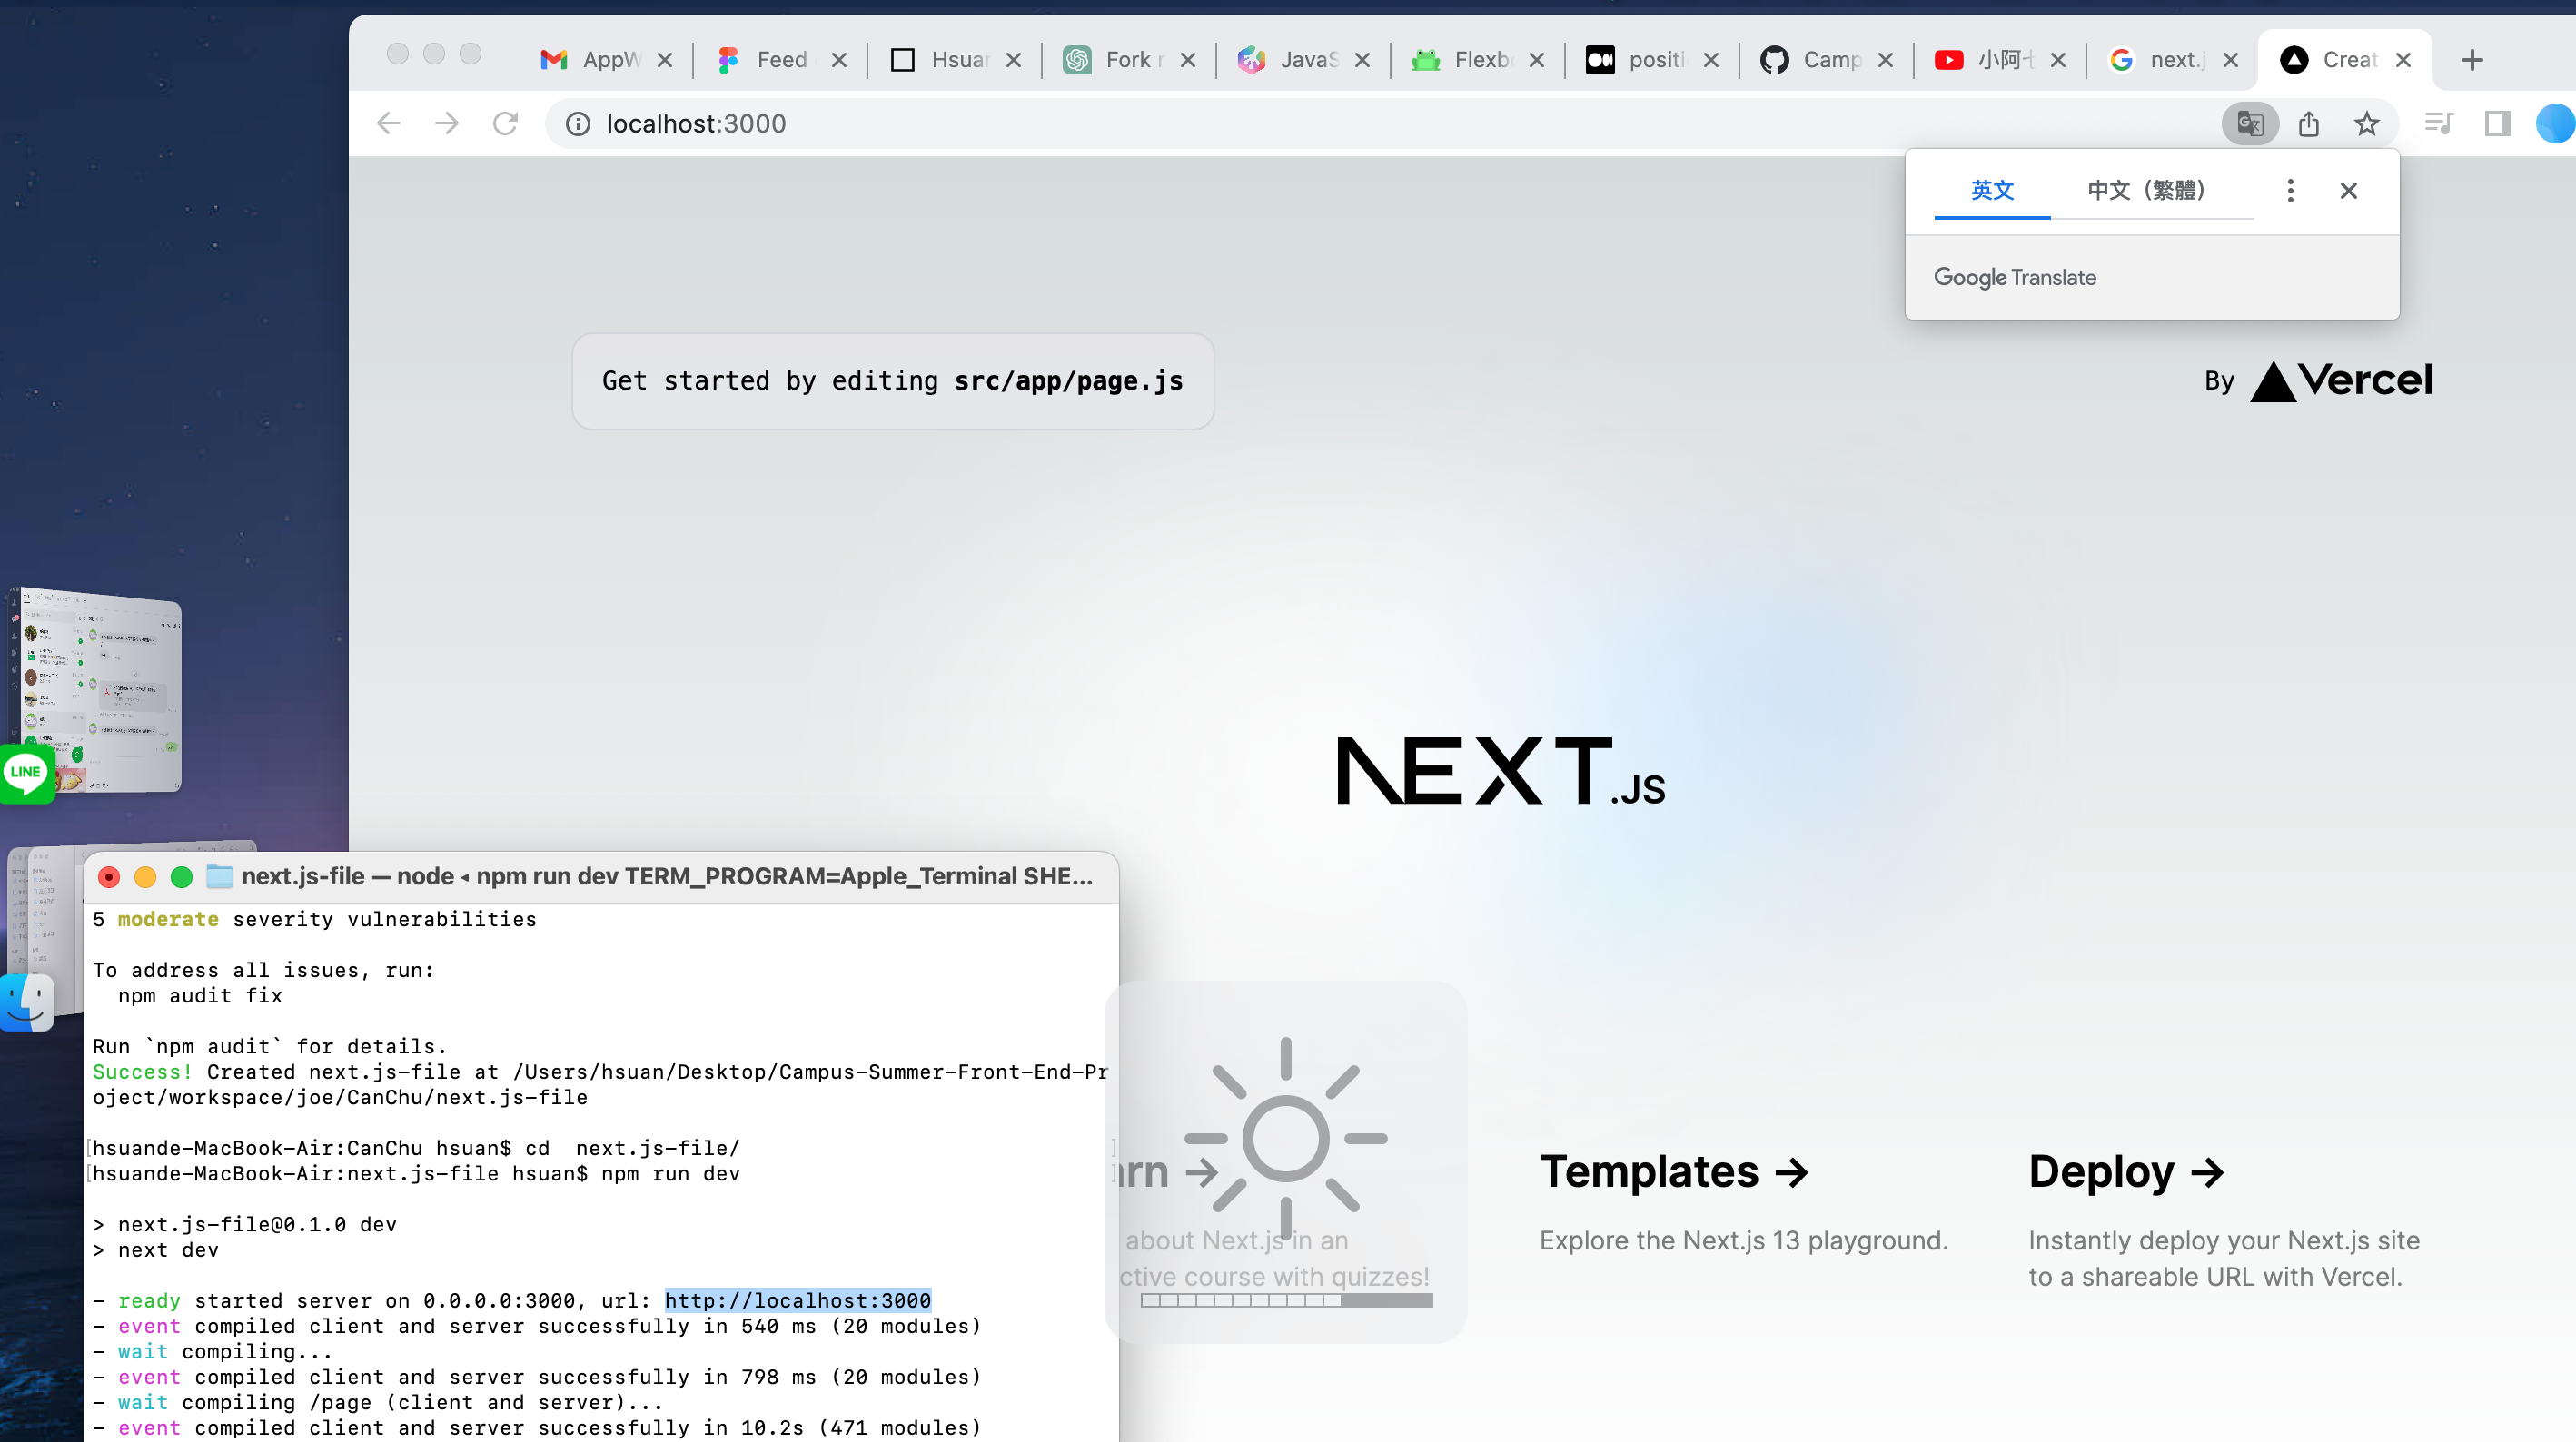 AppW
Feed
Hsuan
Fork r
JavaS
Flexbo
positi
Camp
小阿七
next.j
Creat
localhost:3000
英文
中文（繁體）
Google Translate
Get started by editing src/app/page.js
By Vercel
NEXT.JS
LINE
next.js-file — node ◂ npm run dev TERM_PROGRAM=Apple_Terminal SHE...
5 moderate severity vulnerabilities
To address all issues, run:
npm audit fix
Run `npm audit` for details.
Success! Created next.js-file at /Users/hsuan/Desktop/Campus-Summer-Front-End-Pr
oject/workspace/joe/CanChu/next.js-file
[hsuande-MacBook-Air:CanChu hsuan$ cd  next.js-file/ ]
[hsuande-MacBook-Air:next.js-file hsuan$ npm run dev ]
> next.js-file@0.1.0 dev
> next dev
- ready started server on 0.0.0.0:3000, url: http://localhost:3000
- event compiled client and server successfully in 540 ms (20 modules)
- wait compiling...
- event compiled client and server successfully in 798 ms (20 modules)
- wait compiling /page (client and server)...
- event compiled client and server successfully in 10.2s (471 modules)
arn ->
about Next.js in an
ctive course with quizzes!
Templates ->
Explore the Next.js 13 playground.
Deploy ->
Instantly deploy your Next.js site
to a shareable URL with Vercel.